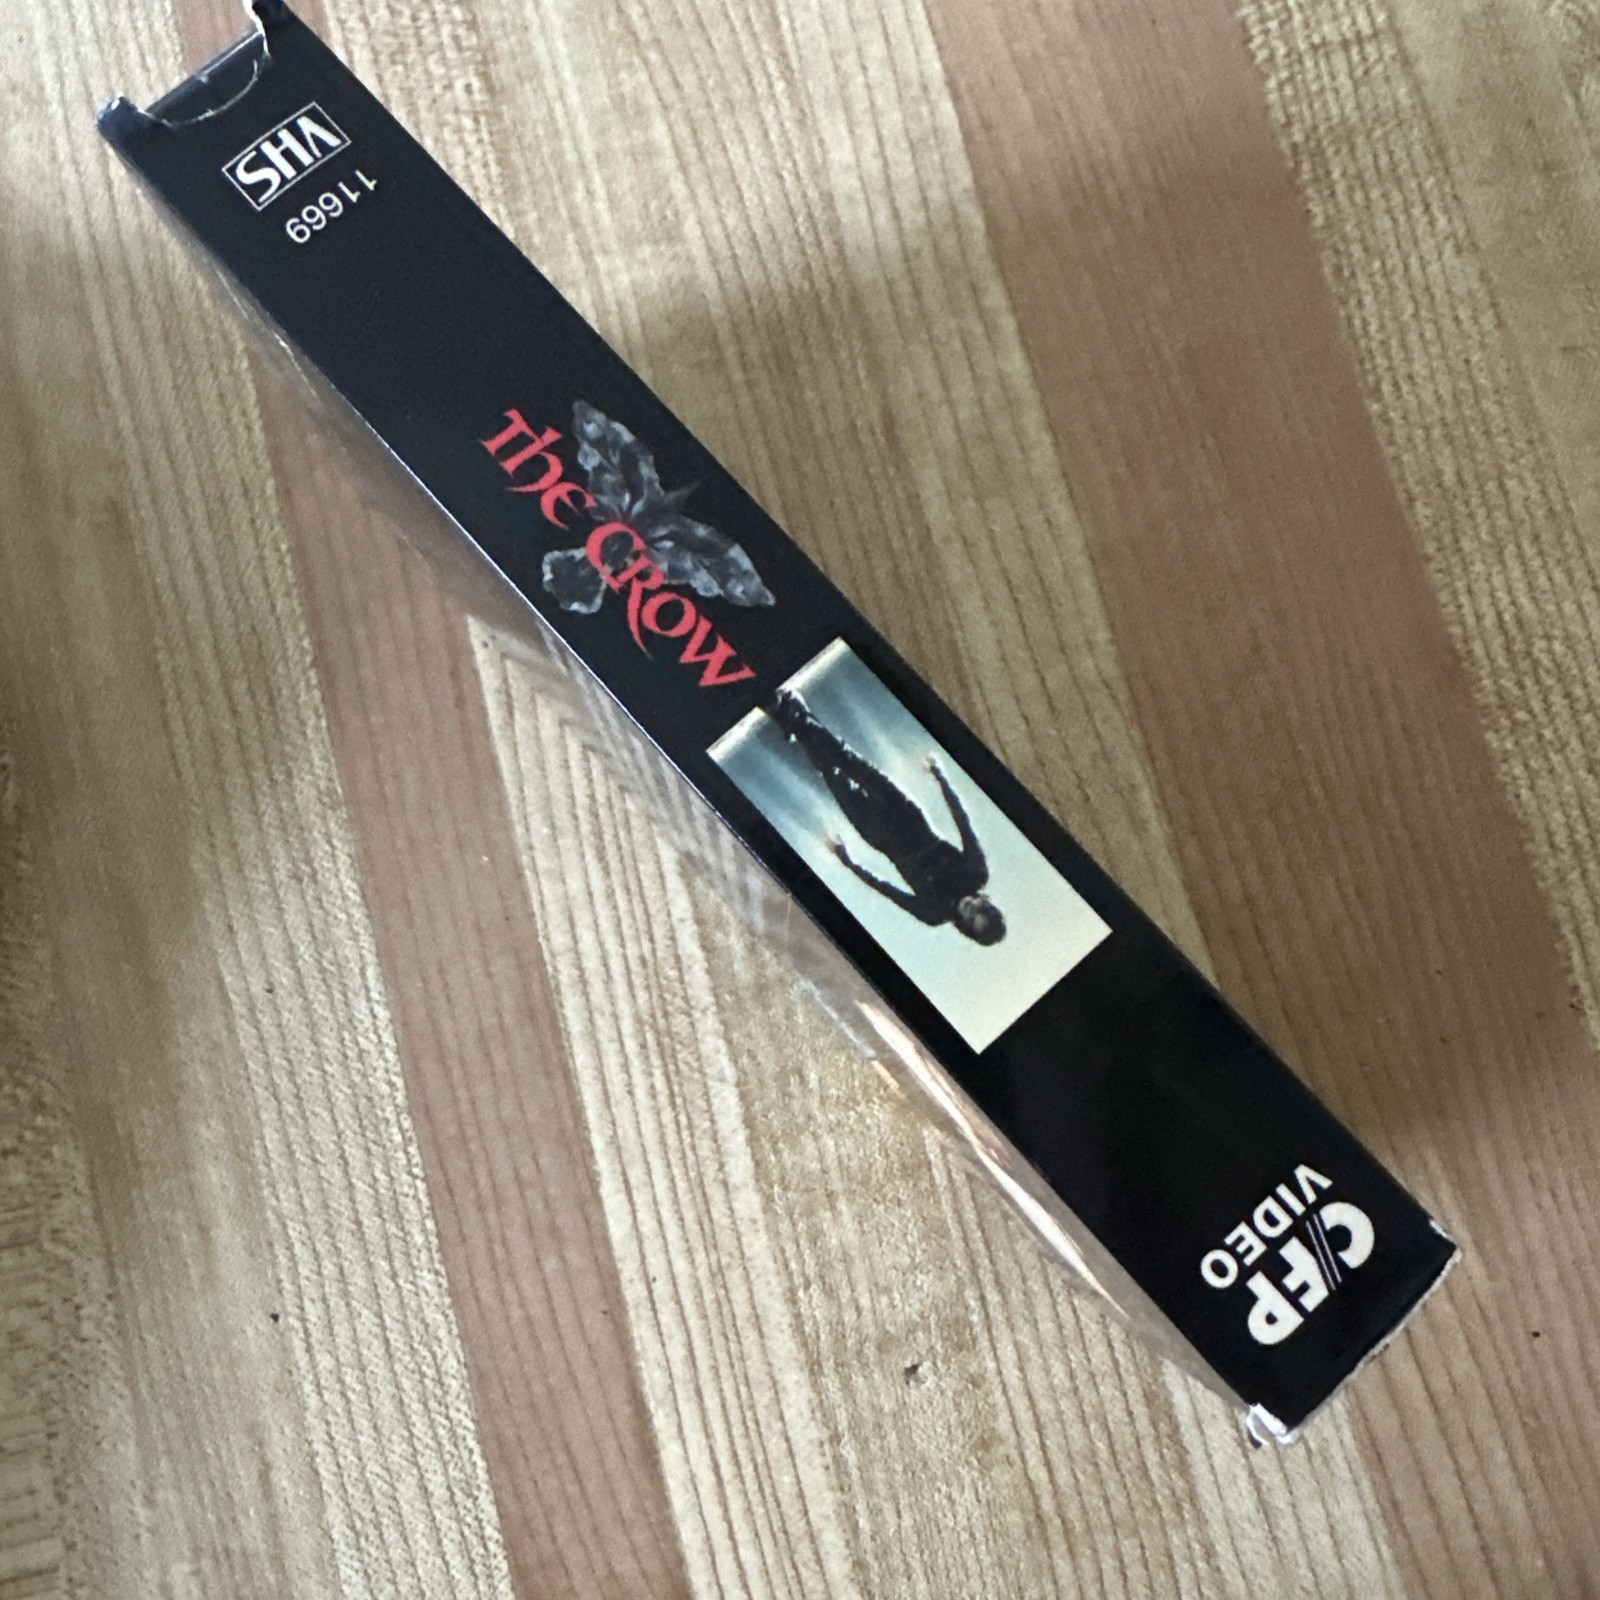 C/FP
VIDEO
The Crow
VHS
11669